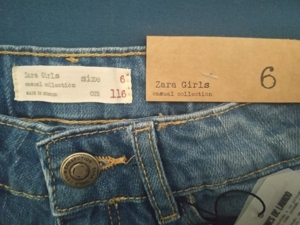 Zara Girls size 6
casual collection
CM 116
Zara Girls
casual collection
6